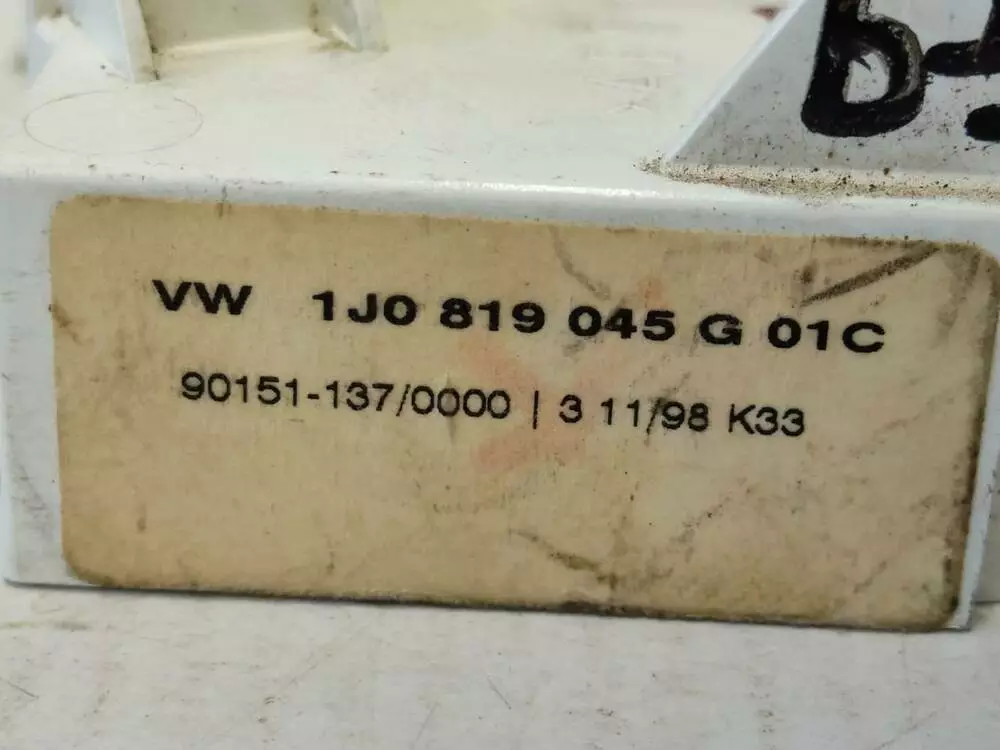 VW 1J0 819 045 G 01C
90151-137/0000 | 3 11/98 K33